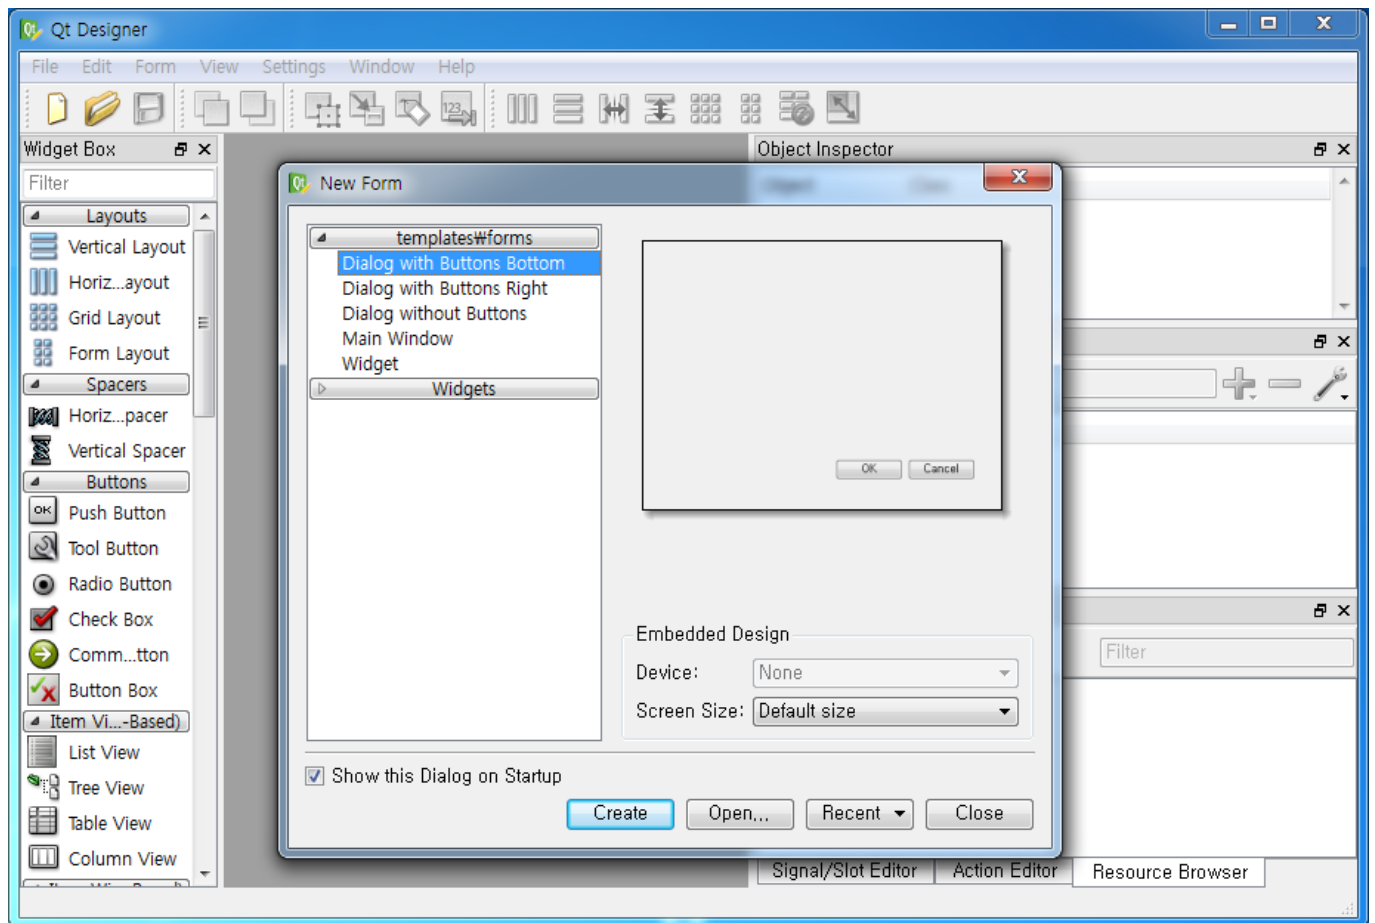 Qt Designer
File Edit Form View Settings Window Help
Widget Box
Filter
Layouts
Vertical Layout
Horiz...ayout
Grid Layout
Form Layout
Spacers
Horiz...pacer
Vertical Spacer
Buttons
OK Push Button
Tool Button
Radio Button
Check Box
Comm...tton
Button Box
Item Vi...-Based)
List View
Tree View
Table View
Column View
New Form
templates₩forms
Dialog with Buttons Bottom
Dialog with Buttons Right
Dialog without Buttons
Main Window
Widget
Widgets
OK Cancel
Embedded Design
Device: None
Screen Size: Default size
Show this Dialog on Startup
Create Open... Recent Close
Object Inspector
Object Class
Filter
Signal/Slot Editor Action Editor Resource Browser